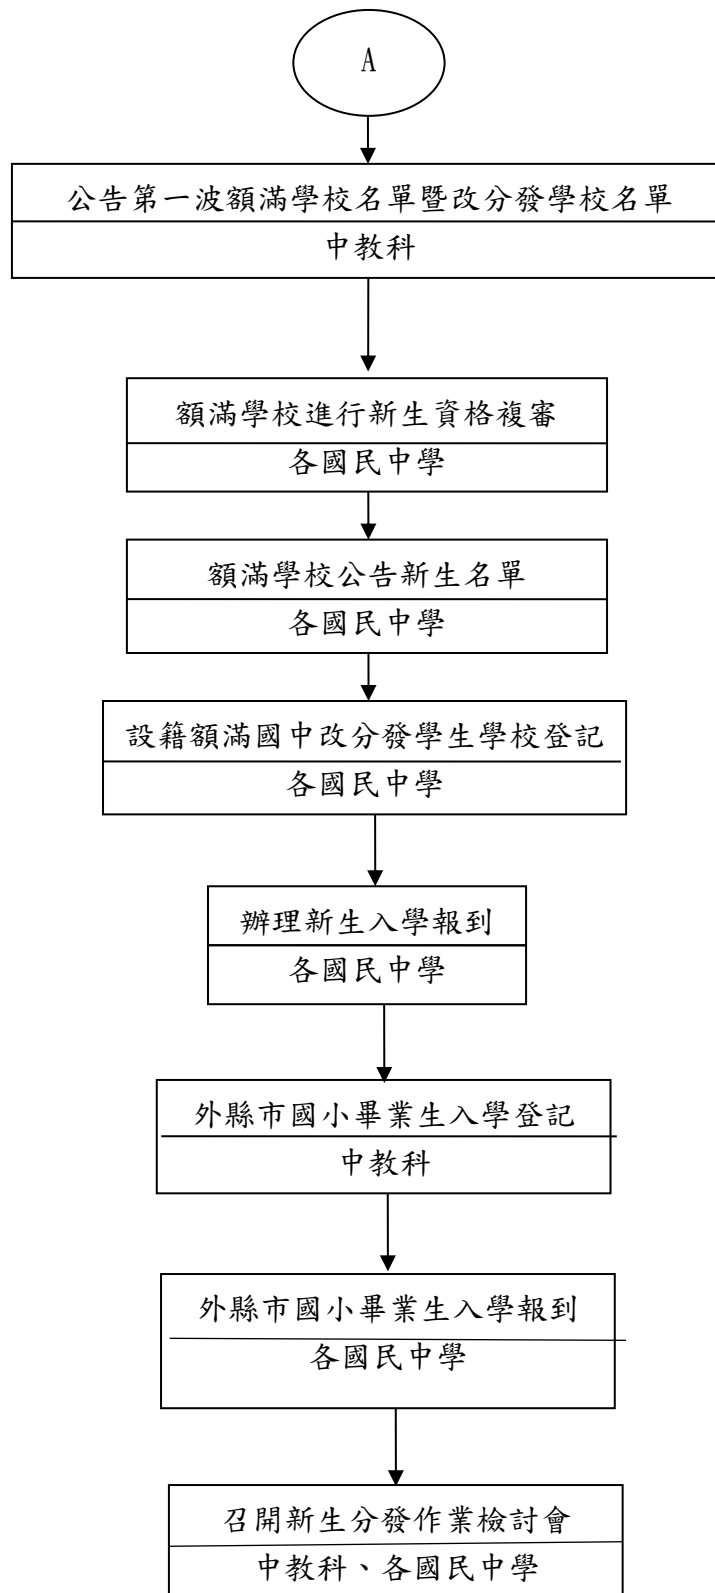 A
公告第一波額滿學校名單暨改分發學校名單
中教科
額滿學校進行新生資格複審
各國民中學
額滿學校公告新生名單
各國民中學
設籍額滿國中改分發學生學校登記
各國民中學
辦理新生入學報到
各國民中學
外縣市國小畢業生入學登記
中教科
外縣市國小畢業生入學報到
各國民中學
召開新生分發作業檢討會
中教科、各國民中學